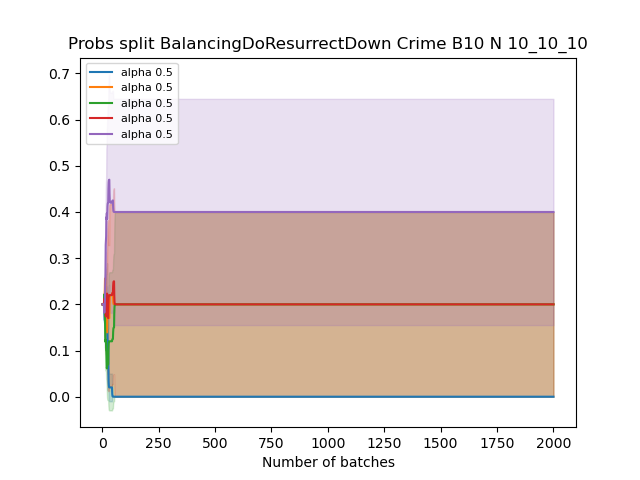 Probs split BalancingDoResurrectDown Crime B10 N 10_10_10
alpha 0.5
alpha 0.5
alpha 0.5
alpha 0.5
alpha 0.5
0.7
0.6
0.5
0.4
0.3
0.2
0.1
0.0
0 250 500 750 1000 1250 1500 1750 2000
Number of batches